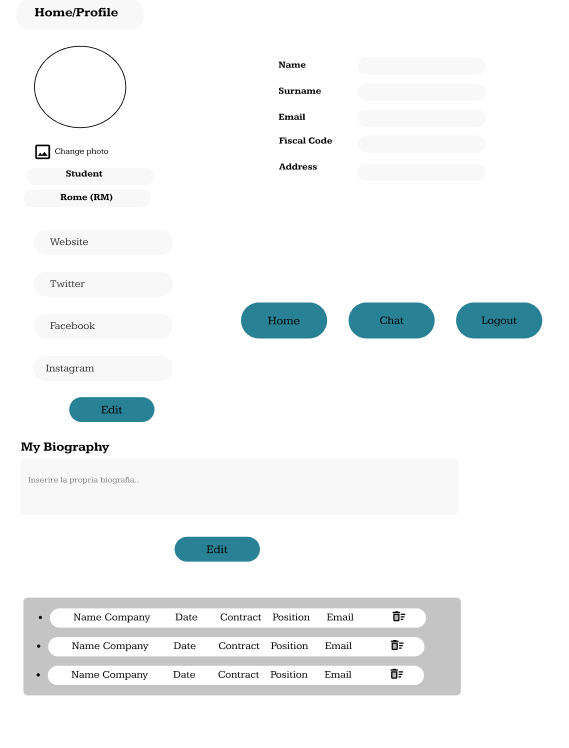 Home/Profile
Name
Surname
Email
Fiscal Code
Address
Change photo
Student
Rome (RM)
Website
Twitter
Facebook
Instagram
Edit
Home Chat Logout
My Biography
Inserire la propria biografia..
Edit
Name Company Date Contract Position Email
Name Company Date Contract Position Email
Name Company Date Contract Position Email